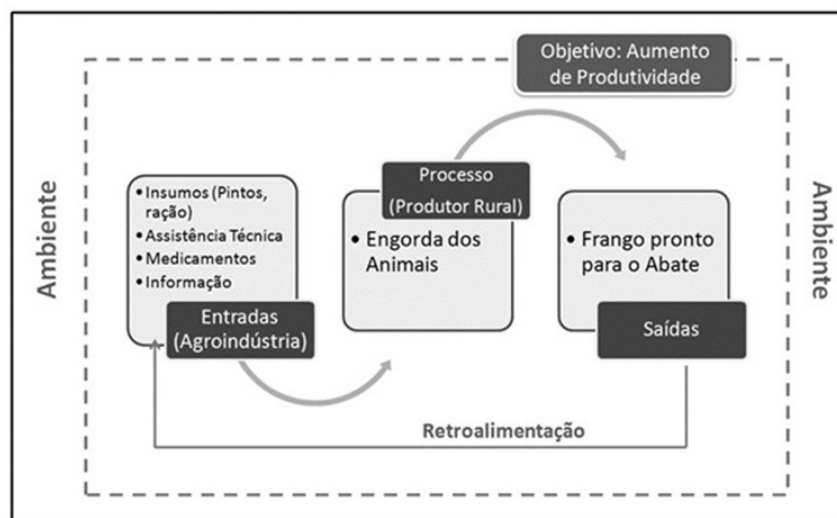 Objetivo: Aumento
de Produtividade
Ambiente
• Insumos (Pintos,
ração)
• Assistência Técnica
• Medicamentos
• Informação
Entradas
(Agroindústria)
Processo
(Produtor Rural)
• Engorda dos
Animais
• Frango pronto
para o Abate
Saídas
Retroalimentação
Ambiente